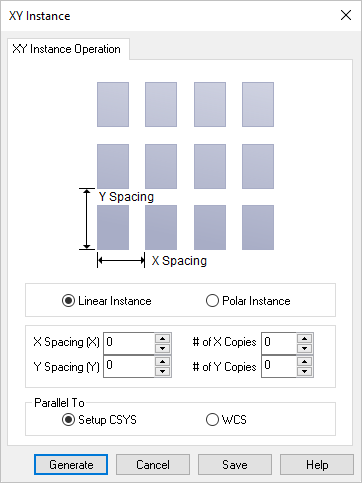 XY Instance
XY Instance Operation
Y Spacing
X Spacing
Linear Instance Polar Instance
X Spacing (X) 0 # of X Copies 0
Y Spacing (Y) 0 # of Y Copies 0
Parallel To
Setup CSYS WCS
Generate Cancel Save Help